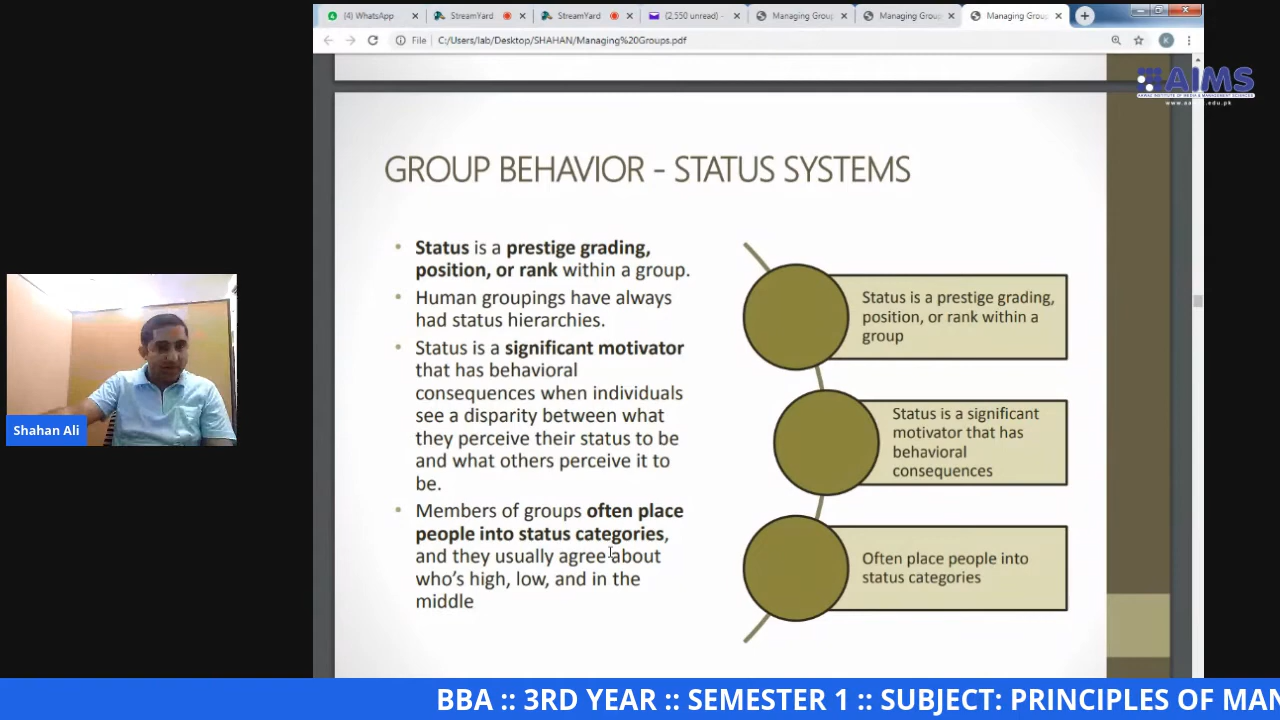 (4) WhatsApp
StreamYard
StreamYard
(2,550 unread) -
Managing Group
Managing Group
Managing Group
File
C:/Users/lab/Desktop/SHAHAN/Managing%20Groups.pdf
K
AIMS
GROUP BEHAVIOR - STATUS SYSTEMS
• Status is a prestige grading,
position, or rank within a group.
• Human groupings have always
had status hierarchies.
• Status is a significant motivator
that has behavioral
consequences when individuals
see a disparity between what
they perceive their status to be
and what others perceive it to
be.
• Members of groups often place
people into status categories,
and they usually agree about
who's high, low, and in the
middle
Status is a prestige grading,
position, or rank within a
group
Status is a significant
motivator that has
behavioral
consequences
Often place people into
status categories
Shahan Ali
BBA :: 3RD YEAR :: SEMESTER 1 :: SUBJECT: PRINCIPLES OF MAN